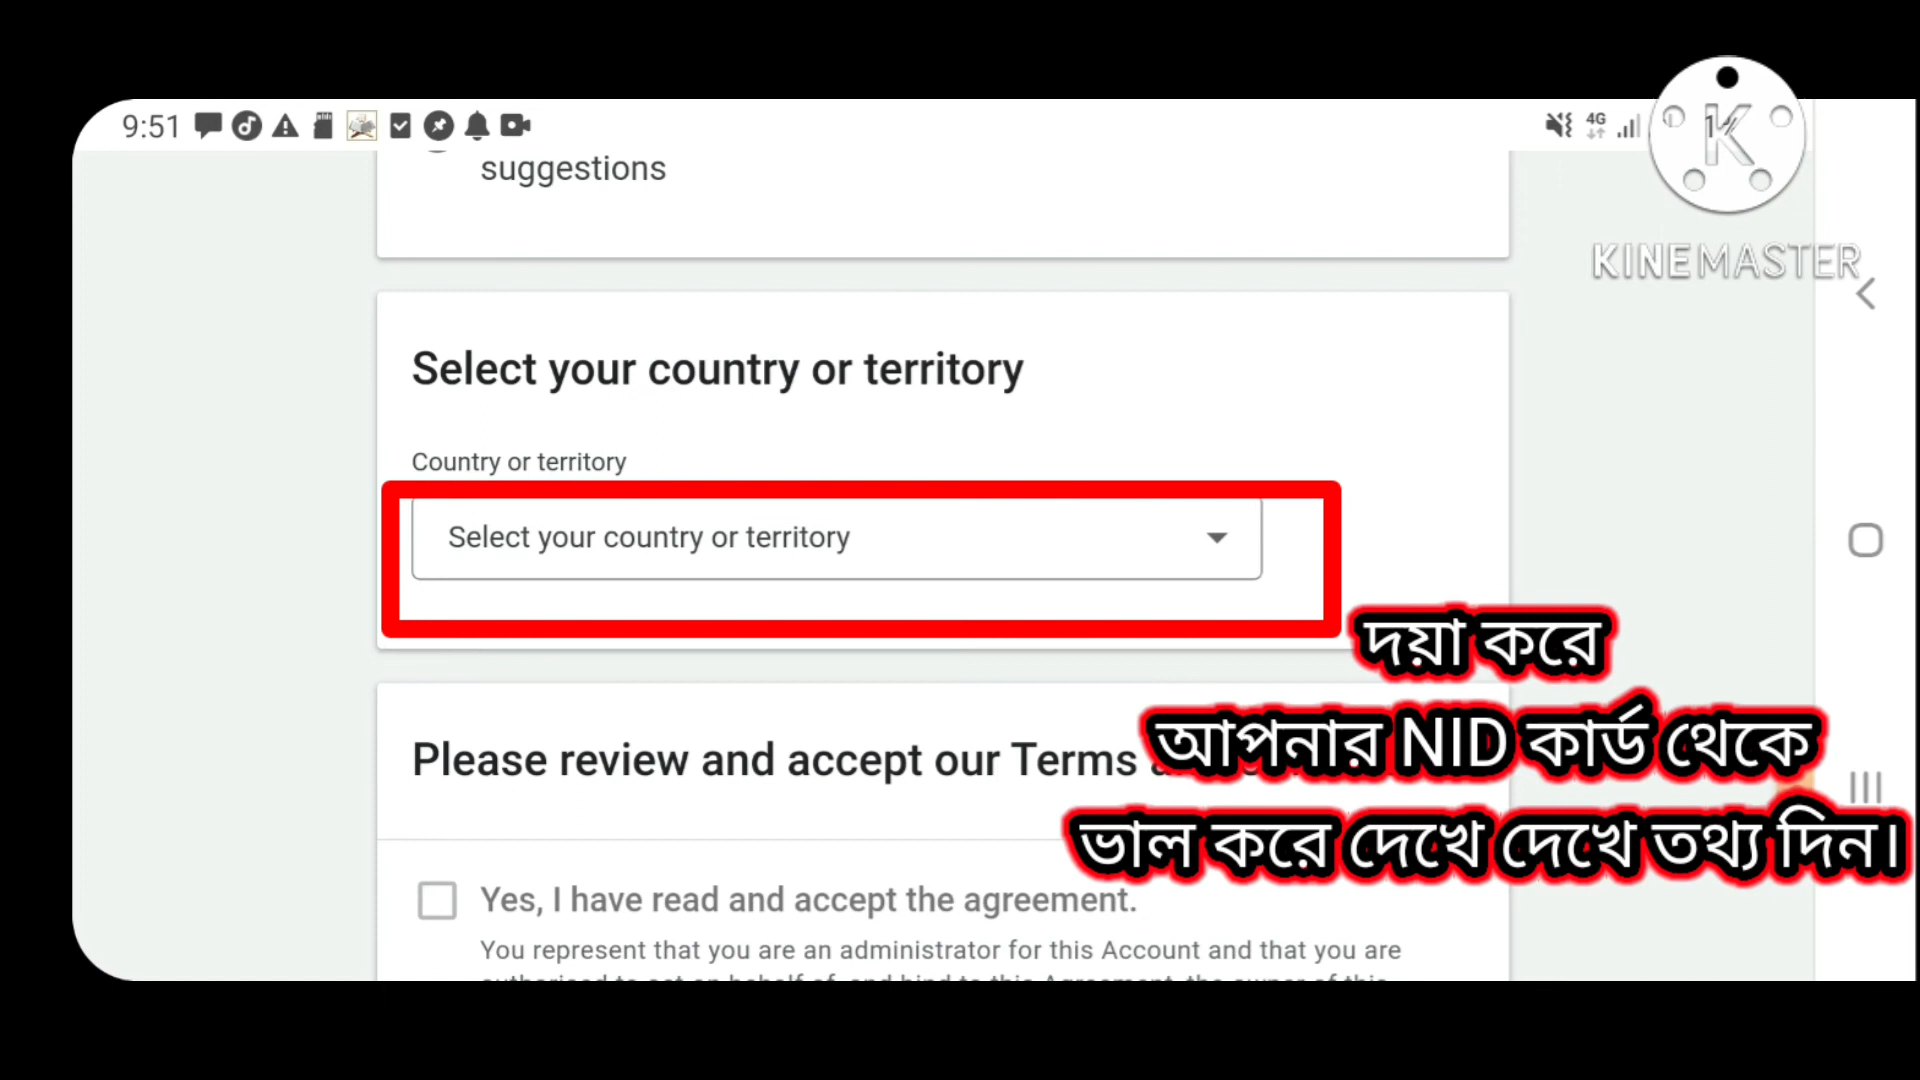 9:51
4G
suggestions
KINEMASTER
Select your country or territory
Country or territory
Select your country or territory
দয়া করে
আপনার NID কার্ড থেকে
ভাল করে দেখে দেখে তথ্য দিন।
Please review and accept our Terms
Yes, I have read and accept the agreement.
You represent that you are an administrator for this Account and that you are